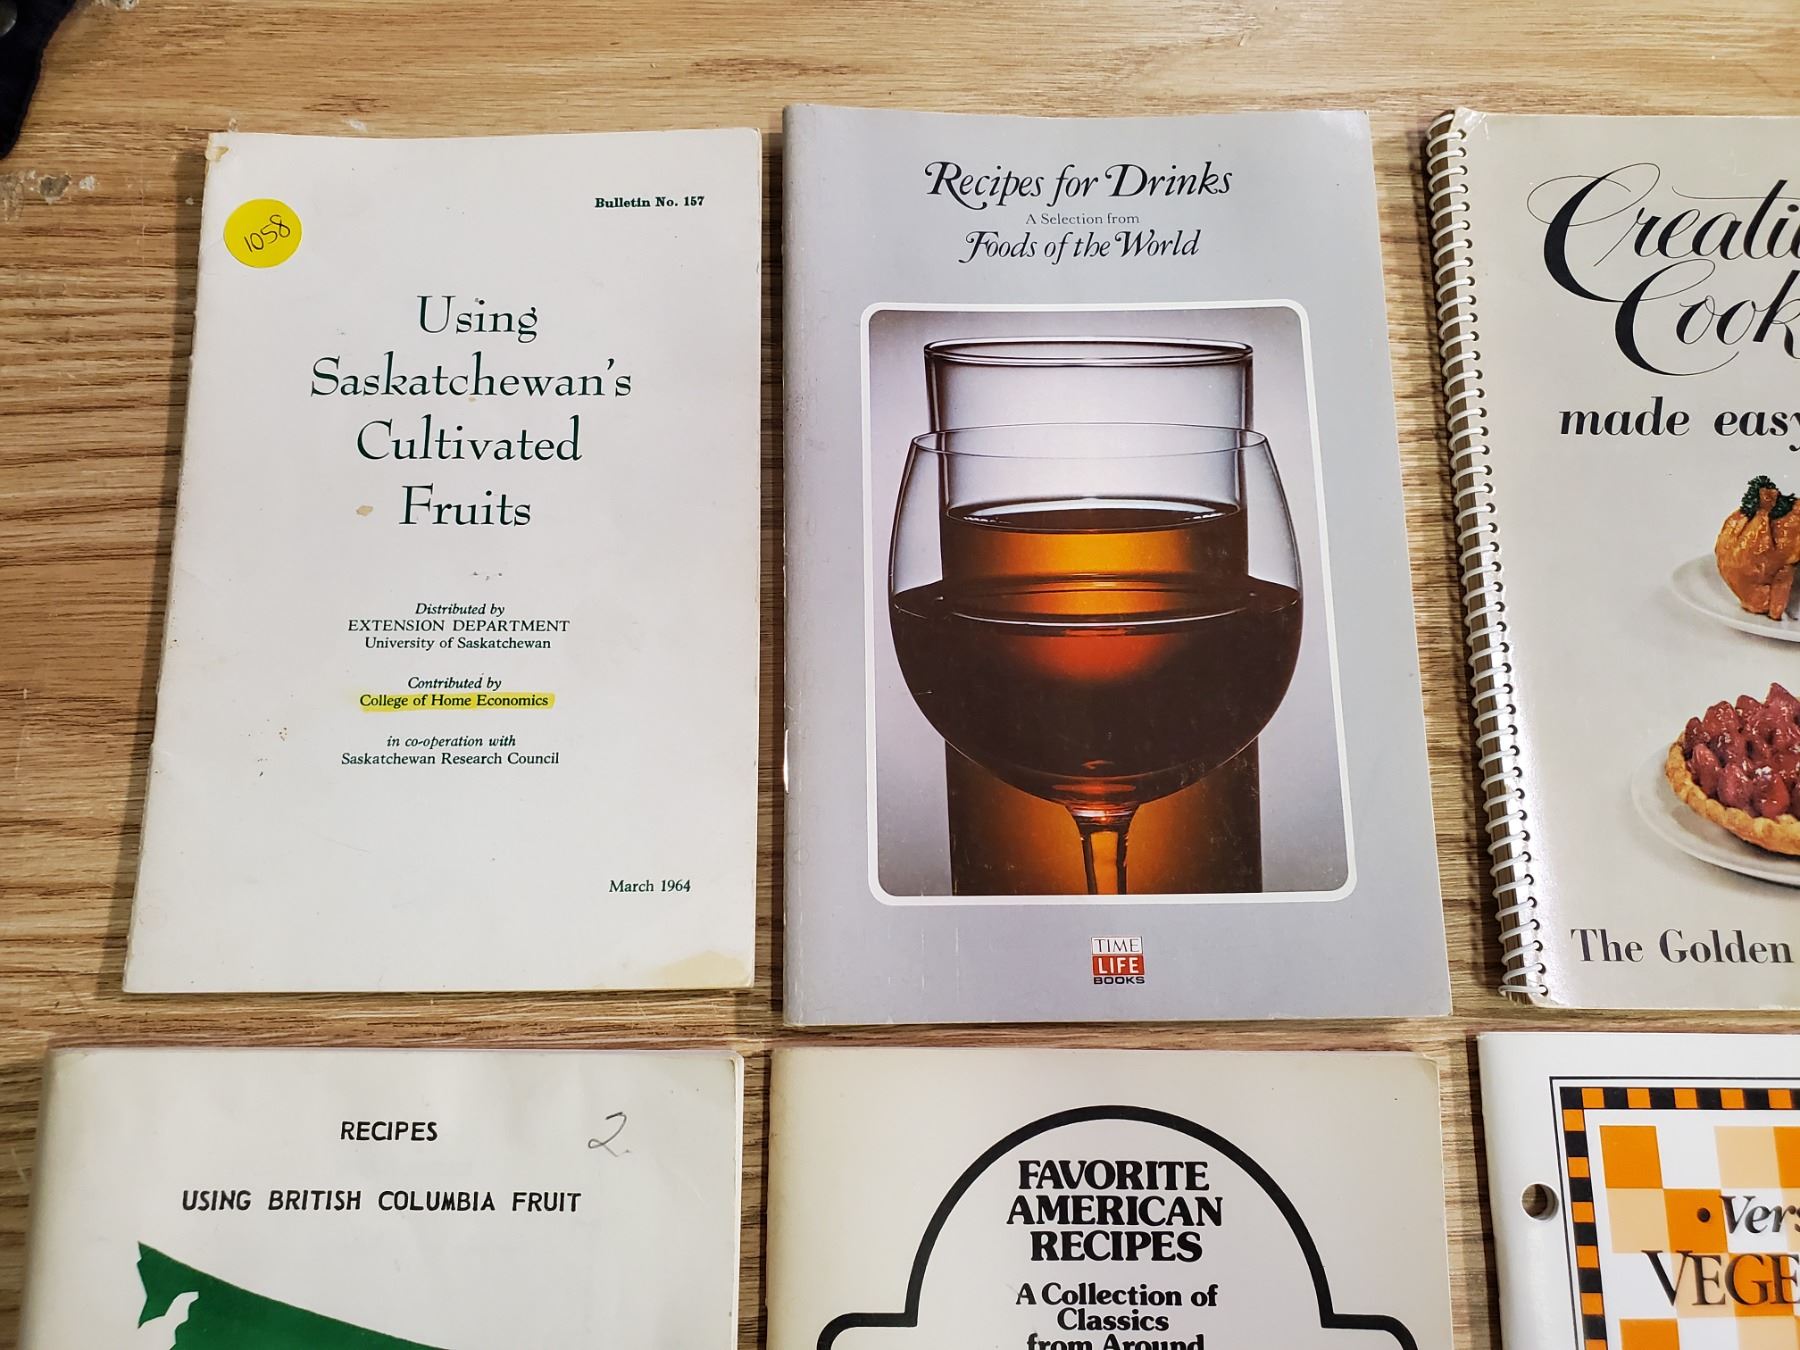 Bulletin No. 157
1058
Using
Saskatchewan's
Cultivated
Fruits
Distributed by
EXTENSION DEPARTMENT
University of Saskatchewan
Contributed by
College of Home Economics
in co-operation with
Saskatchewan Research Council
March 1964
Recipes for Drinks
A Selection from
Foods of the World
TIME
LIFE
BOOKS
made easy
The Golden
RECIPES
2
USING BRITISH COLUMBIA FRUIT
FAVORITE
AMERICAN
RECIPES
A Collection of
Classics
from Around